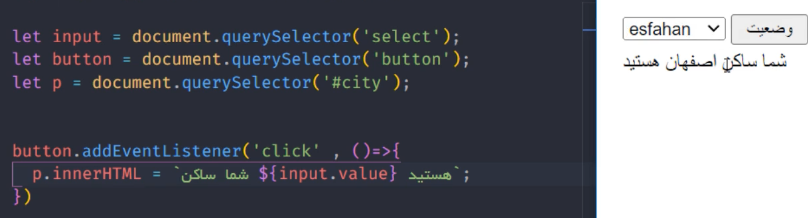 let input = document.querySelector('select');
let button = document.querySelector('button');
let p = document.querySelector('#city');
button.addEventListener('click' , ()=>{
p.innerHTML = `شما ساکن ${input.value} هستید`;
})
esfahan
وضعیت
شما ساکن اصفهان هستید